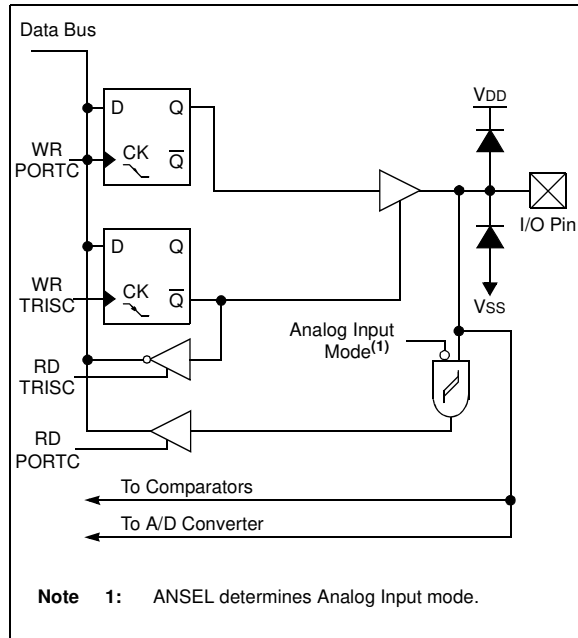 Data Bus
D Q
WR
PORTC
CK Q
VDD
I/O Pin
D Q
WR
TRISC
CK Q
VSS
Analog Input
Mode(1)
RD
TRISC
RD
PORTC
To Comparators
To A/D Converter
Note 1: ANSEL determines Analog Input mode.